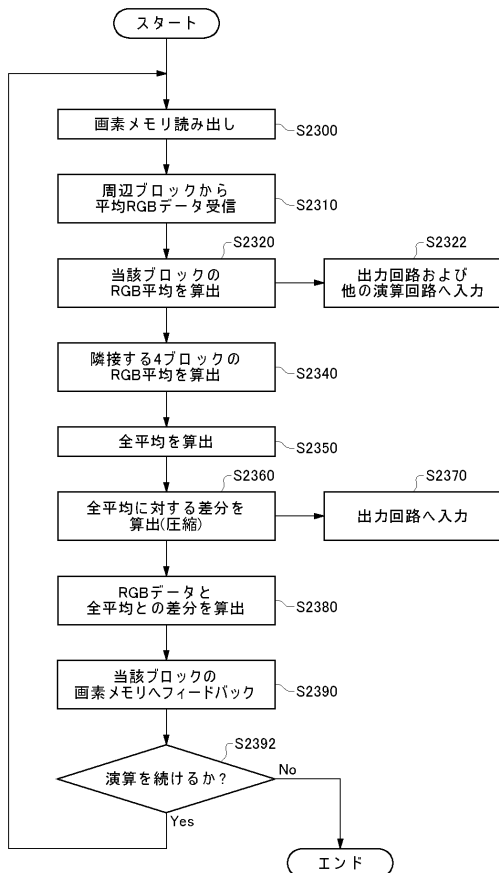 スタート
画素メモリ読み出し
S2300
周辺ブロックから
平均RGBデータ受信
S2310
S2320
当該ブロックの
RGB平均を算出
S2322
出力回路および
他の演算回路へ入力
隣接する4ブロックの
RGB平均を算出
S2340
全平均を算出
S2350
S2360
全平均に対する差分を
算出(圧縮)
S2370
出力回路へ入力
RGBデータと
全平均との差分を算出
S2380
当該ブロックの
画素メモリへフィードバック
S2390
S2392
演算を続けるか?
No
Yes
エンド